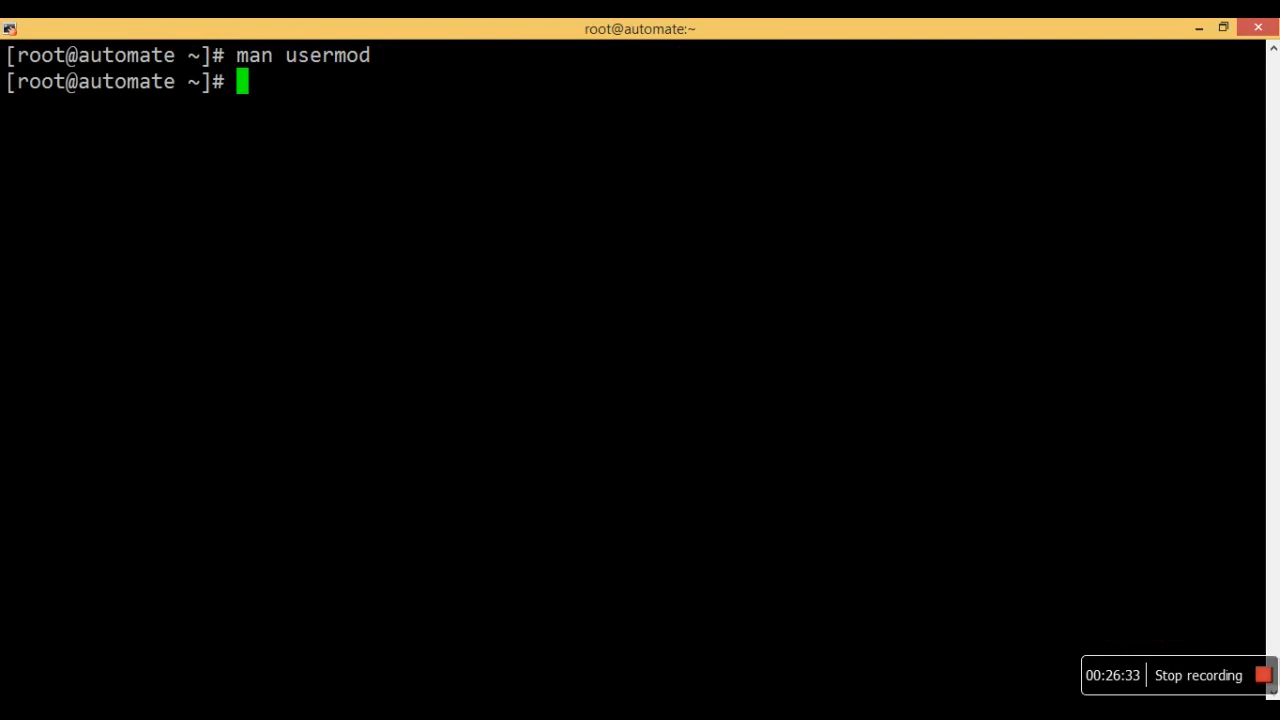 root@automate:~
[root@automate ~]# man usermod
[root@automate ~]#
00:26:33 Stop recording